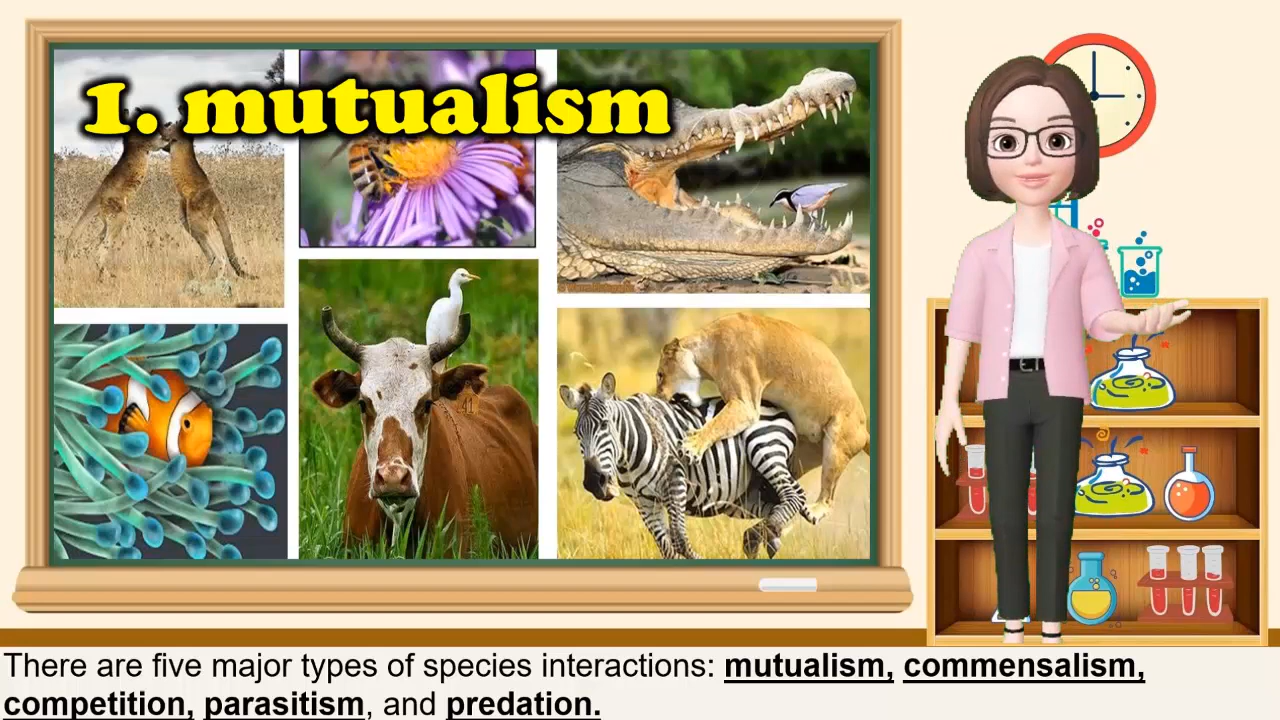 1. mutualism
There are five major types of species interactions: mutualism, commensalism,
competition, parasitism, and predation.